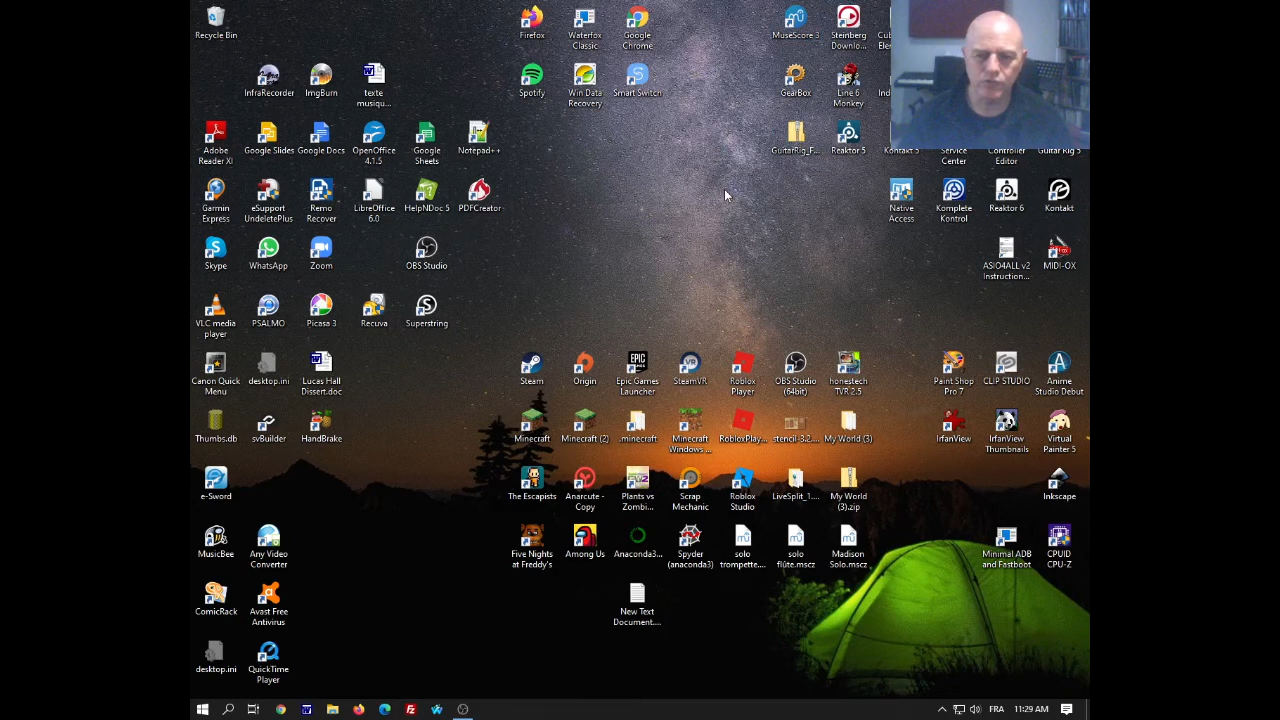 Recycle Bin
Firefox
Waterfox
Classic
Google
Chrome
MuseScore 3
Steinberg
Downlo...
Cub
Ele
InfraRecorder
ImgBurn
texte
musiqu...
Spotify
Win Data
Recovery
Smart Switch
GearBox
Line 6
Monkey
Ind
Adobe
Reader XI
Google Slides
Google Docs
OpenOffice
4.1.5
Google
Sheets
Notepad++
GuitarRig_F...
Reaktor 5
Kontakt 5
Service
Center
Controller
Editor
Guitar Rig 5
Garmin
Express
eSupport
UndeletePlus
Remo
Recover
LibreOffice
6.0
HelpNDoc 5
PDFCreator
Native
Access
Komplete
Kontrol
Reaktor 6
Kontakt
Skype
WhatsApp
Zoom
OBS Studio
ASIO4ALL v2
Instruction...
MIDI-OX
VLC media
player
PSALMO
Picasa 3
Recuva
Superstring
Canon Quick
Menu
desktop.ini
Lucas Hall
Dissert.doc
Steam
Origin
Epic Games
Launcher
SteamVR
Roblox
Player
OBS Studio
(64bit)
honestech
TVR 2.5
Paint Shop
Pro 7
CLIP STUDIO
Anime
Studio Debut
Thumbs.db
svBuilder
HandBrake
Minecraft
Minecraft (2)
.minecraft
Minecraft
Windows ...
RobloxPlay...
stencil-3.2....
My World (3)
IrfanView
IrfanView
Thumbnails
Virtual
Painter 5
e-Sword
The Escapists
Anarcute -
Copy
Plants vs
Zombi...
Scrap
Mechanic
Roblox
Studio
LiveSplit_1....
My World
(3).zip
Inkscape
MusicBee
Any Video
Converter
Five Nights
at Freddy's
Among Us
Anaconda3...
Spyder
(anaconda3)
solo
trompette....
solo
flûte.mscz
Madison
Solo.mscz
Minimal ADB
and Fastboot
CPUID
CPU-Z
ComicRack
Avast Free
Antivirus
New Text
Document....
desktop.ini
QuickTime
Player
FRA
11:29 AM